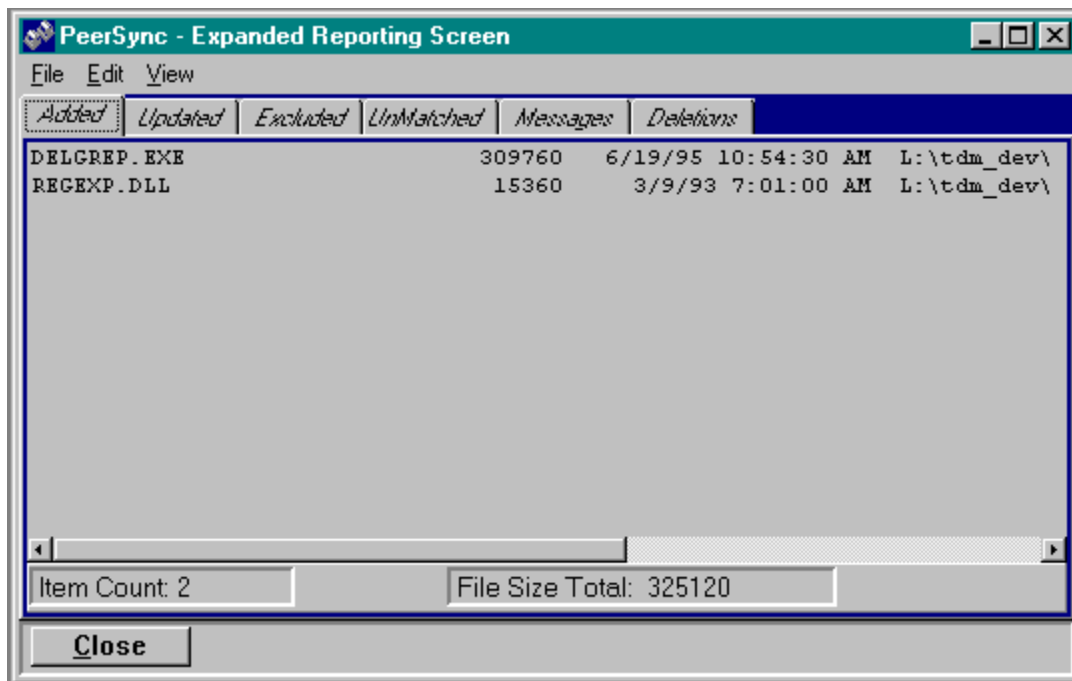 PeerSync - Expanded Reporting Screen
File Edit View
Added Updated Excluded UnMatched Messages Deletions
DELGREP.EXE 309760 6/19/95 10:54:30 AM L:\tdm_dev\
REGEXP.DLL 15360 3/9/93 7:01:00 AM L:\tdm_dev\
Item Count: 2 File Size Total: 325120
Close